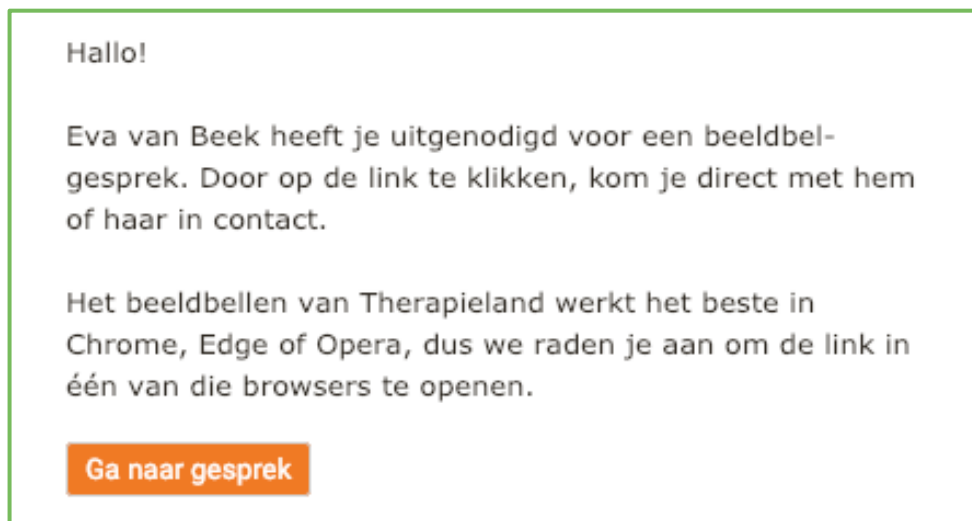 Hallo!
Eva van Beek heeft je uitgenodigd voor een beeldbel-
gesprek. Door op de link te klikken, kom je direct met hem
of haar in contact.
Het beeldbellen van Therapieland werkt het beste in
Chrome, Edge of Opera, dus we raden je aan om de link in
één van die browsers te openen.
Ga naar gesprek